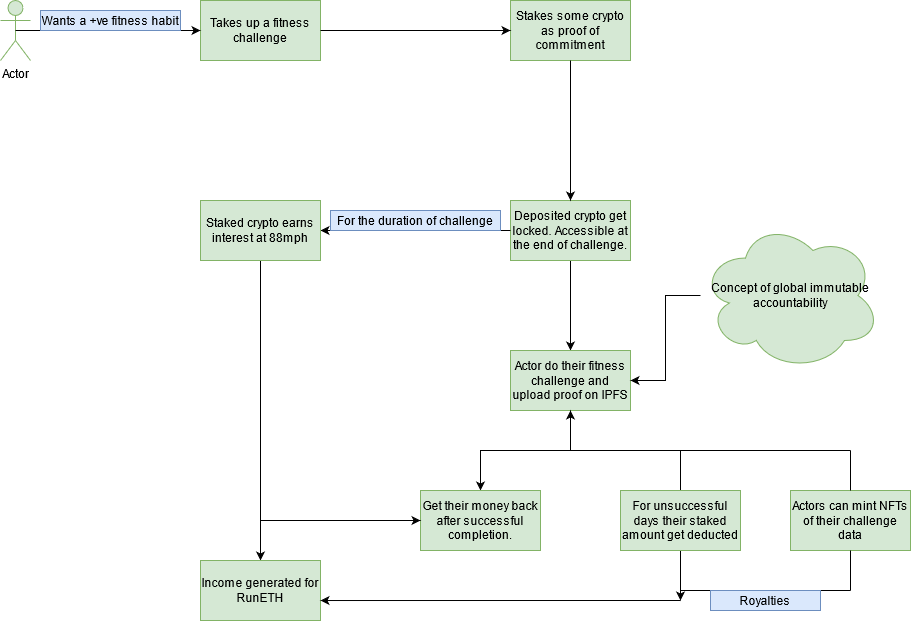 Wants a +ve fitness habit
Actor
Takes up a fitness
challenge
Stakes some crypto
as proof of
commitment
Staked crypto earns
interest at 88mph
For the duration of challenge
Deposited crypto get
locked. Accessible at
the end of challenge.
Concept of global immutable
accountability
Actor do their fitness
challenge and
upload proof on IPFS
Get their money back
after successful
completion.
For unsuccessful
days their staked
amount get deducted
Actors can mint NFTs
of their challenge
data
Income generated for
RunETH
Royalties